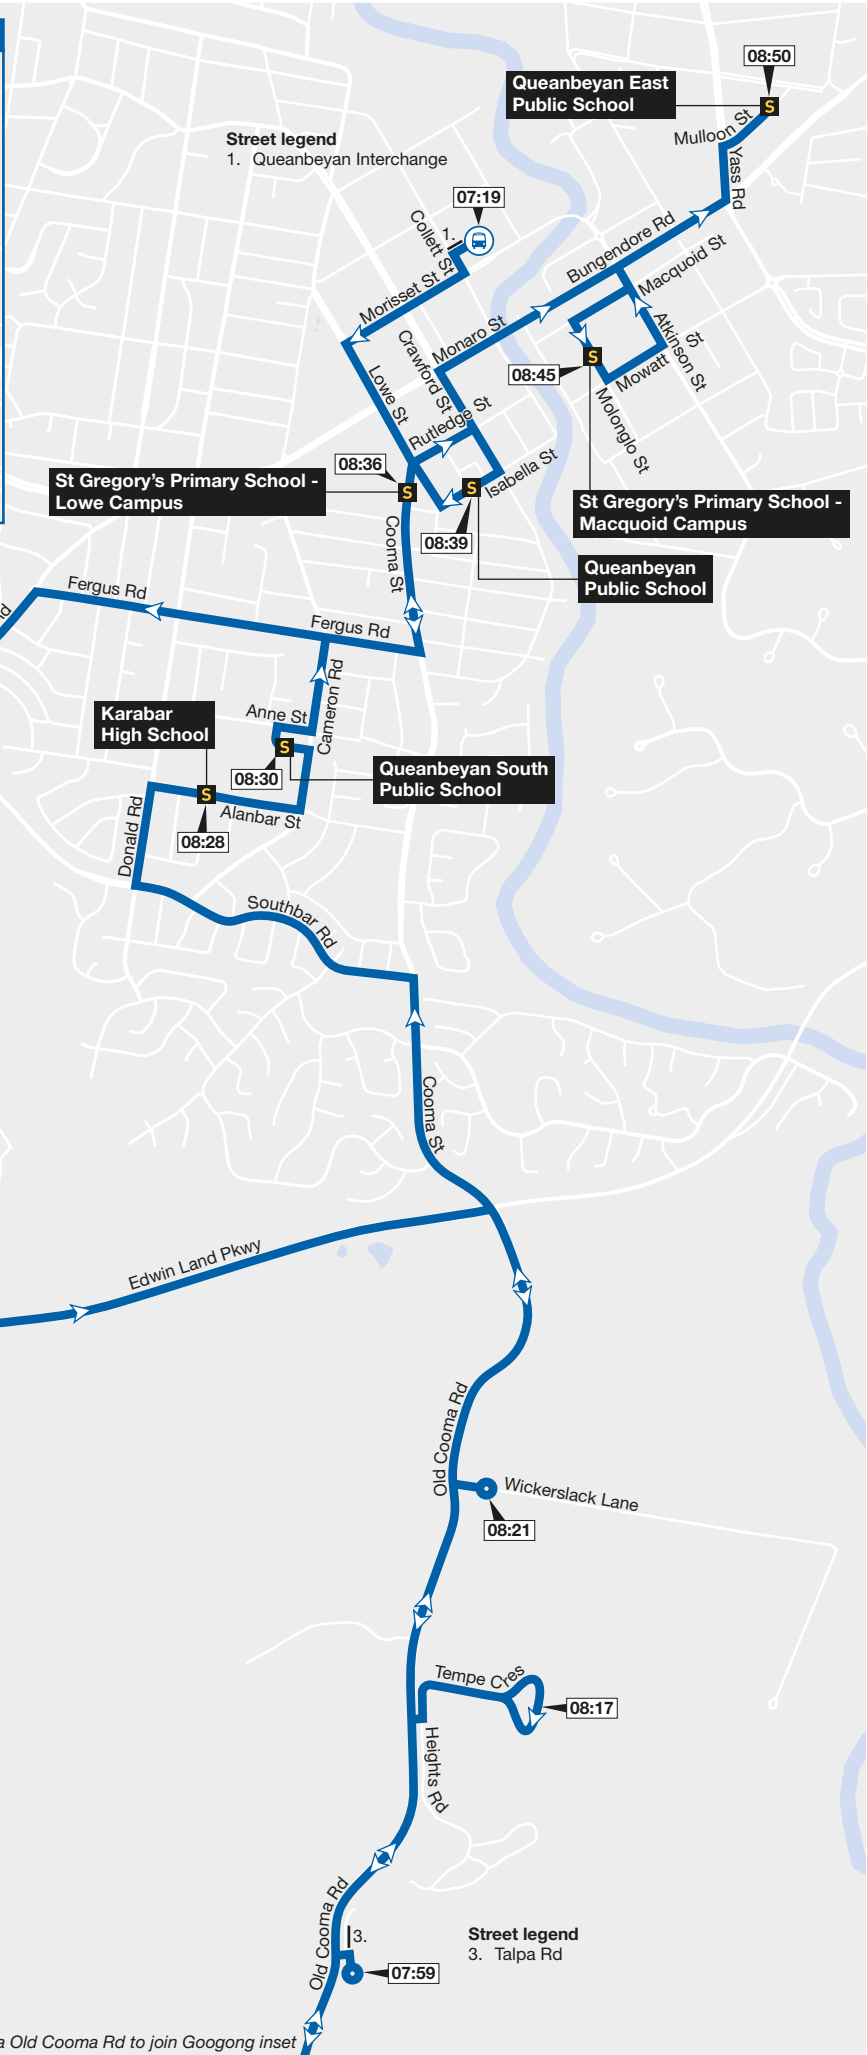 08:50
Queanbeyan East
Public School
Mulloon St
Yass Rd
Street legend
1. Queanbeyan Interchange
07:19
1.
Collett St
Bungendore Rd
Macquoid St
Morisset St
Monaro St
Crawford St
Atkinson St
Mowatt St
08:45
Lowe St
Molonglo St
Rutledge St
Isabella St
08:36
St Gregory's Primary School -
Lowe Campus
St Gregory's Primary School -
Macquoid Campus
08:39
Cooma St
Queanbeyan
Public School
Fergus Rd
Fergus Rd
Cameron Rd
Anne St
Karabar
High School
08:30
Queanbeyan South
Public School
Donald Rd
Alanbar St
08:28
Southbar Rd
Cooma St
Edwin Land Pkwy
Old Cooma Rd
Wickerslack Lane
08:21
Tempe Cres
08:17
Heights Rd
Old Cooma Rd
3.
Street legend
3. Talpa Rd
07:59
a Old Cooma Rd to join Googong inset
S
S
S
S
S
S